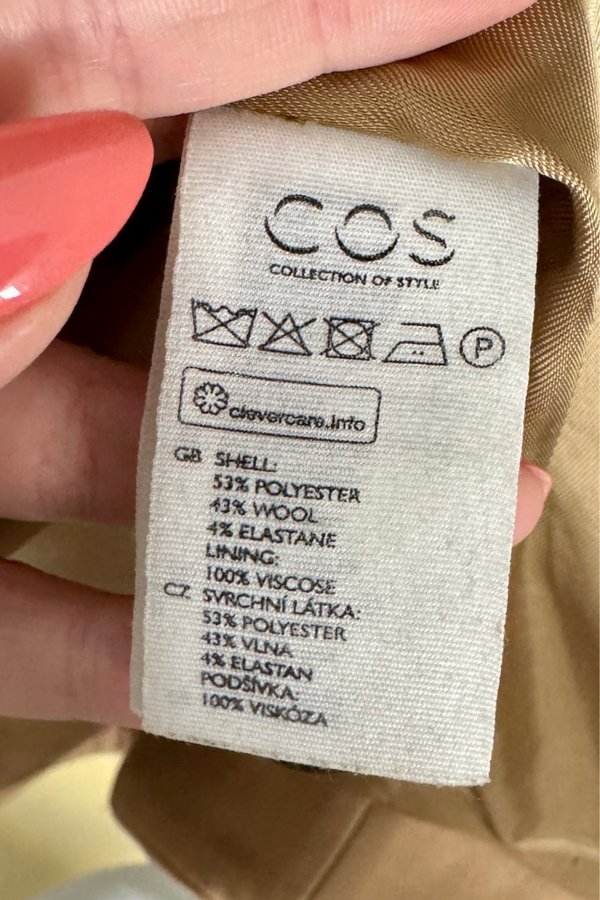 COS
COLLECTION OF STYLE
P
clevercare.info
GB SHELL:
53% POLYESTER
43% WOOL
4% ELASTANE
LINING:
100% VISCOSE
CZ SVRCHNÍ LÁTKA:
53% POLYESTER
43% VLNA
4% ELASTAN
PODŠÍVKA:
100% VISKÓZA